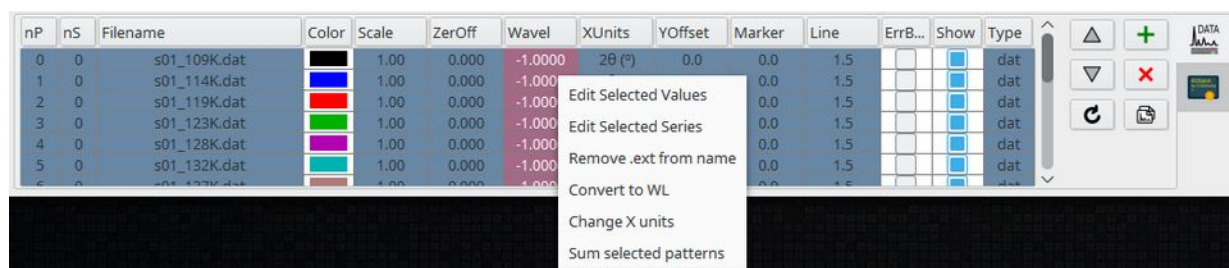 nP nS Filename Color Scale ZerOff Wavel XUnits YOffset Marker Line ErrB... Show Type
0 0 s01_109K.dat 1.00 0.000 -1.0000 2θ (º) 0.0 0.0 1.5 dat
1 0 s01_114K.dat 1.00 0.000 -1.000 0.0 1.5 dat
2 0 s01_119K.dat 1.00 0.000 -1.000 0.0 1.5 dat
3 0 s01_123K.dat 1.00 0.000 -1.000 0.0 1.5 dat
4 0 s01_128K.dat 1.00 0.000 -1.000 0.0 1.5 dat
5 0 s01_132K.dat 1.00 0.000 -1.000 0.0 1.5 dat
Edit Selected Values
Edit Selected Series
Remove .ext from name
Convert to WL
Change X units
Sum selected patterns
DATA